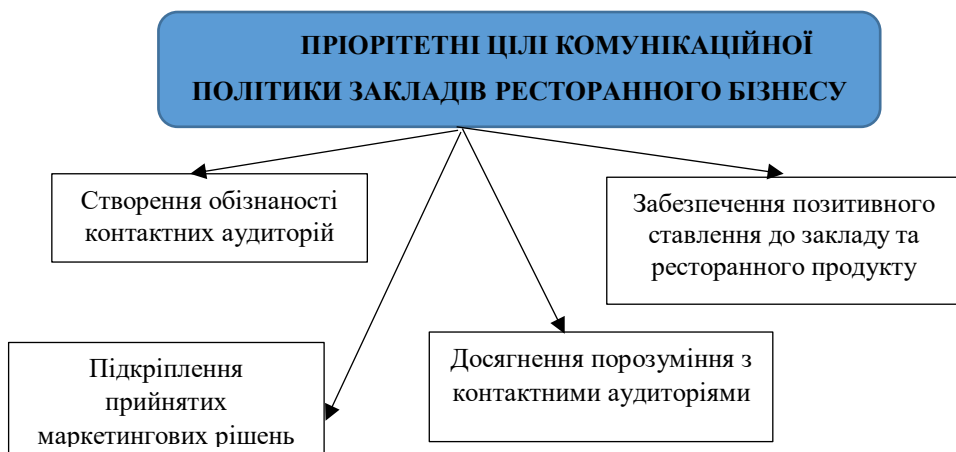 ПРІОРІТЕТНІ ЦІЛІ КОМУНІКАЦІЙНОЇ
ПОЛІТИКИ ЗАКЛАДІВ РЕСТОРАННОГО БІЗНЕСУ
Створення обізнаності
контактних аудиторій
Забезпечення позитивного
ставлення до закладу та
ресторанного продукту
Підкріплення
прийнятих
маркетингових рішень
Досягнення порозуміння з
контактними аудиторіями